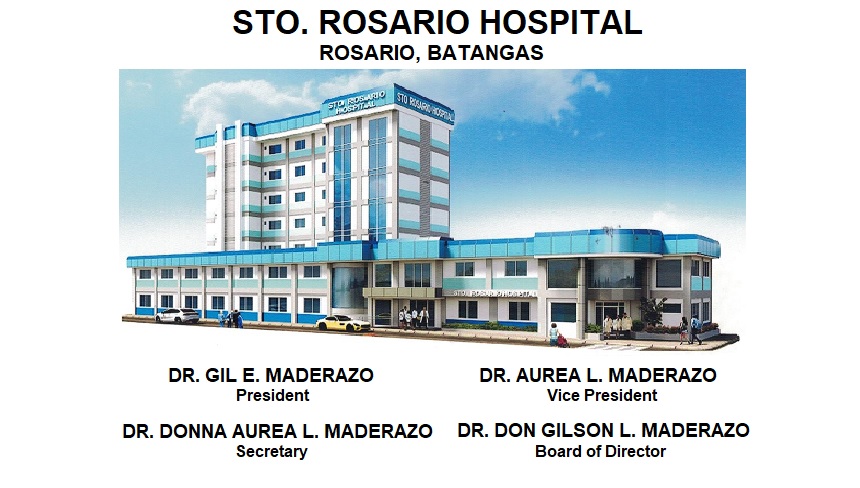 STO. ROSARIO HOSPITAL
ROSARIO, BATANGAS
STO. ROSARIO
HOSPITAL
STO. ROSARIO HOSPITAL
STO. ROSARIO HOSPITAL
DR. GIL E. MADERAZO
President
DR. AUREA L. MADERAZO
Vice President
DR. DONNA AUREA L. MADERAZO
Secretary
DR. DON GILSON L. MADERAZO
Board of Director